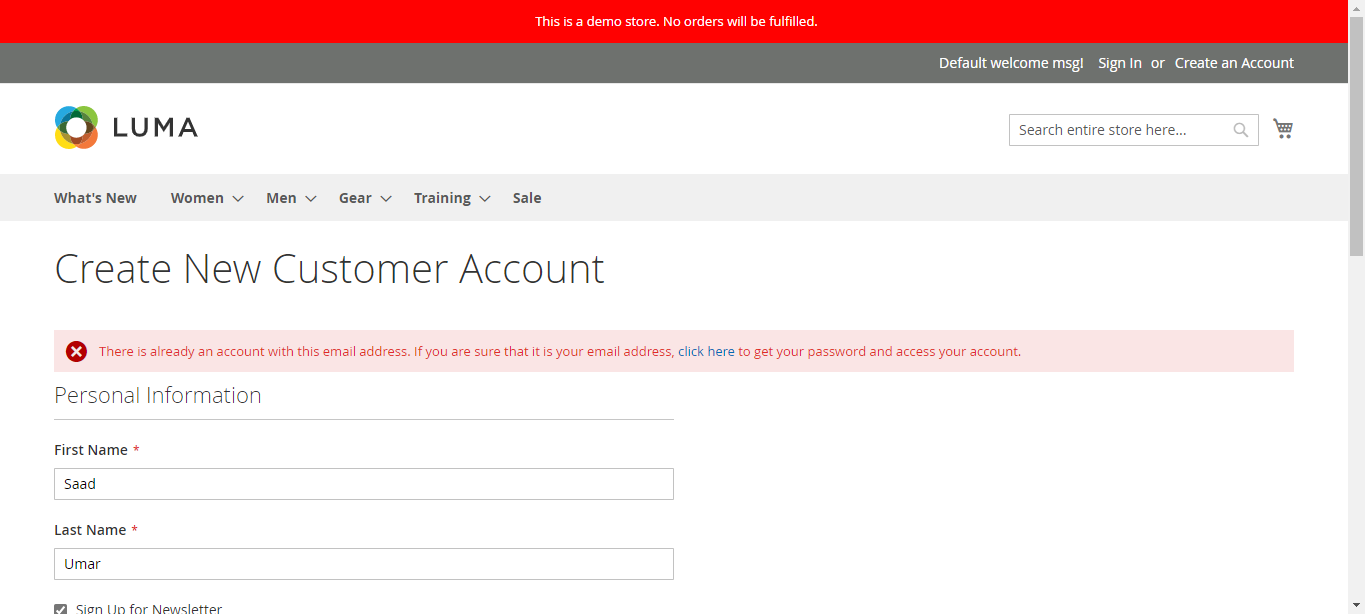 This is a demo store. No orders will be fulfilled.
Default welcome msg! Sign In or Create an Account
LUMA
Search entire store here...
What's New Women Men Gear Training Sale
Create New Customer Account
There is already an account with this email address. If you are sure that it is your email address, click here to get your password and access your account.
Personal Information
First Name *
Saad
Last Name *
Umar
Sign Up for Newsletter